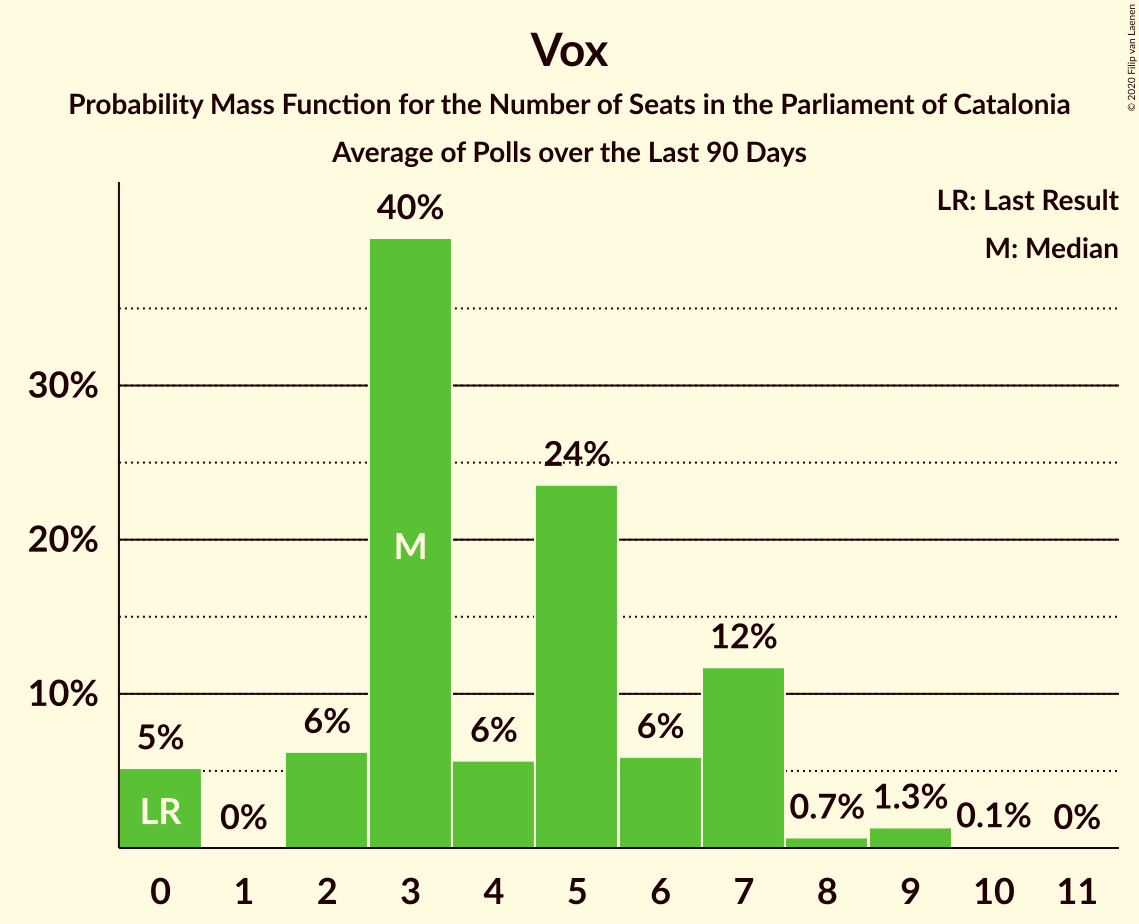 Vox
Probability Mass Function for the Number of Seats in the Parliament of Catalonia
Average of Polls over the Last 90 Days
© 2020 Filip van Laenen
LR: Last Result
M: Median
30%
20%
10%
5%
0%
6%
40%
6%
24%
6%
12%
0.7%
1.3%
0.1%
0%
LR
M
0 1 2 3 4 5 6 7 8 9 10 11